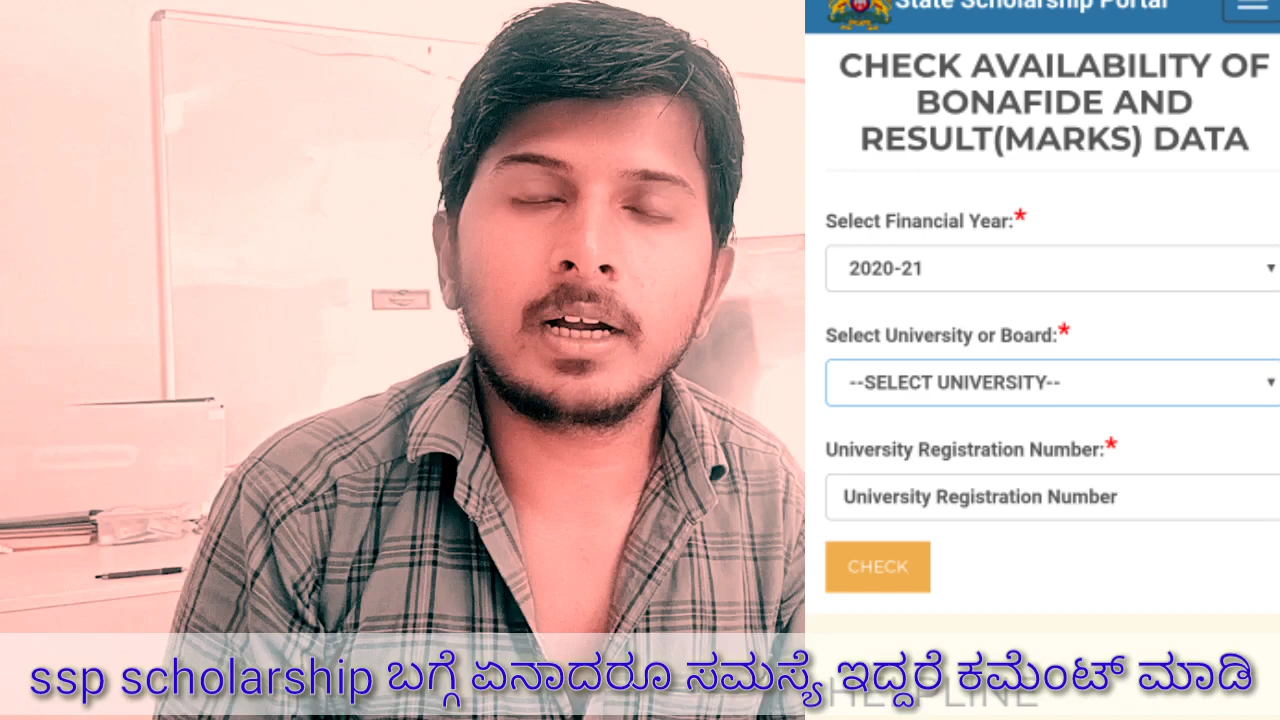 State Scholarship Portal
CHECK AVAILABILITY OF
BONAFIDE AND
RESULT(MARKS) DATA
Select Financial Year:*
2020-21
Select University or Board:*
--SELECT UNIVERSITY--
University Registration Number:*
University Registration Number
CHECK
ssp scholarship ಬಗ್ಗೆ ಏನಾದರೂ ಸಮಸ್ಯೆ ಇದ್ದರೆ ಕಮೆಂಟ್ ಮಾಡಿ
HELPLINE